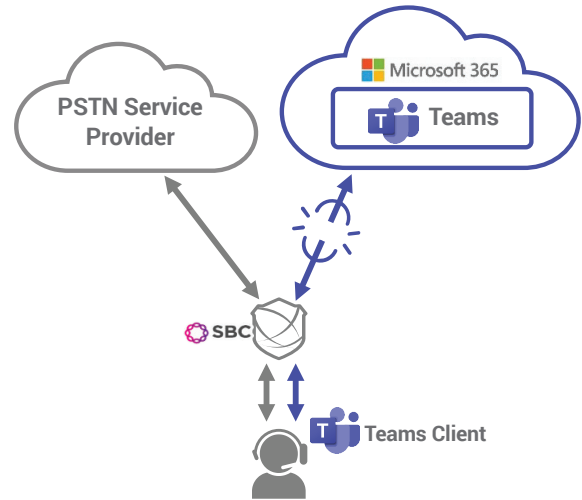 PSTN Service
Provider
Microsoft 365
T
Teams
SBC
T
Teams Client